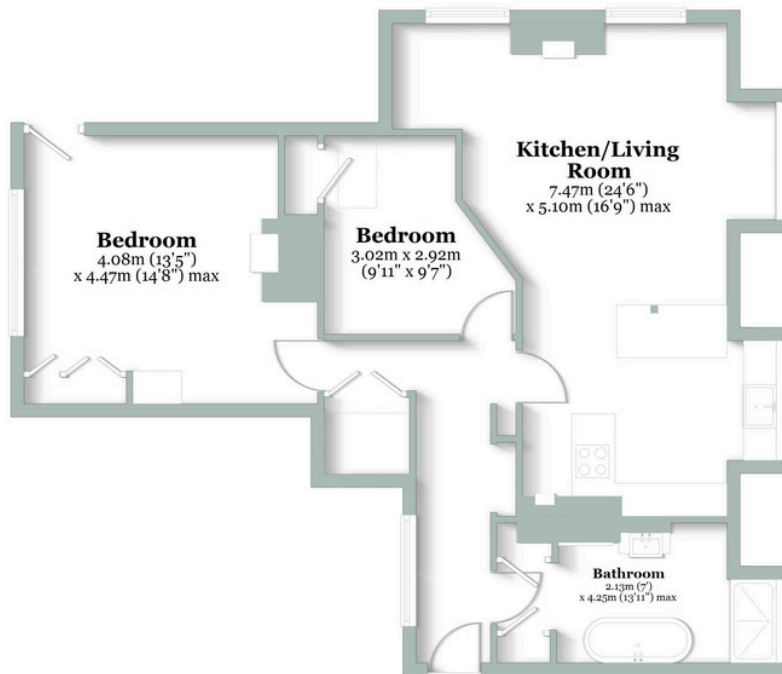 Kitchen/Living
Room
7.47m (24'6")
x 5.10m (16'9") max
Bedroom
4.08m (13'5")
x 4.47m (14'8") max
Bedroom
3.02m x 2.92m
(9'11" x 9'7")
Bathroom
2.13m (7')
x 4.25m (13'11") max